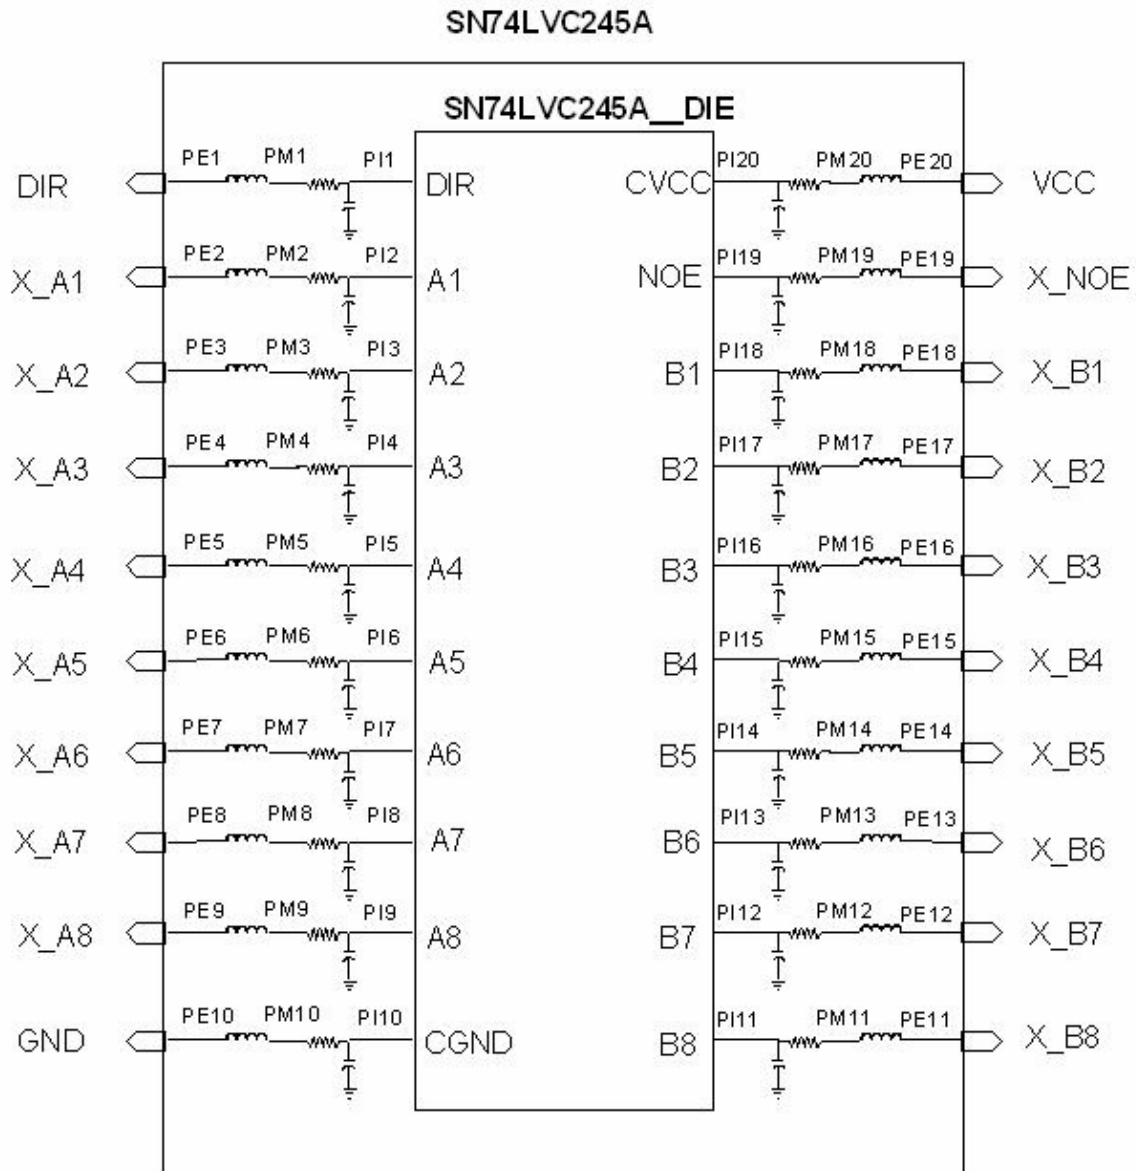 SN74LVC245A
SN74LVC245A__DIE
DIR PE1 PM1 PI1 DIR CVCC PI20 PM20 PE20 VCC
X_A1 PE2 PM2 PI2 A1 NOE PI19 PM19 PE19 X_NOE
X_A2 PE3 PM3 PI3 A2 B1 PI18 PM18 PE18 X_B1
X_A3 PE4 PM4 PI4 A3 B2 PI17 PM17 PE17 X_B2
X_A4 PE5 PM5 PI5 A4 B3 PI16 PM16 PE16 X_B3
X_A5 PE6 PM6 PI6 A5 B4 PI15 PM15 PE15 X_B4
X_A6 PE7 PM7 PI7 A6 B5 PI14 PM14 PE14 X_B5
X_A7 PE8 PM8 PI8 A7 B6 PI13 PM13 PE13 X_B6
X_A8 PE9 PM9 PI9 A8 B7 PI12 PM12 PE12 X_B7
GND PE10 PM10 PI10 CGND B8 PI11 PM11 PE11 X_B8